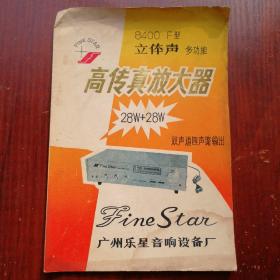 FINE STAR
8400 F型
立体声 多功能
高传真放大器
28W+28W
双声道四声路输出
Fine Star
广州乐星音响设备厂